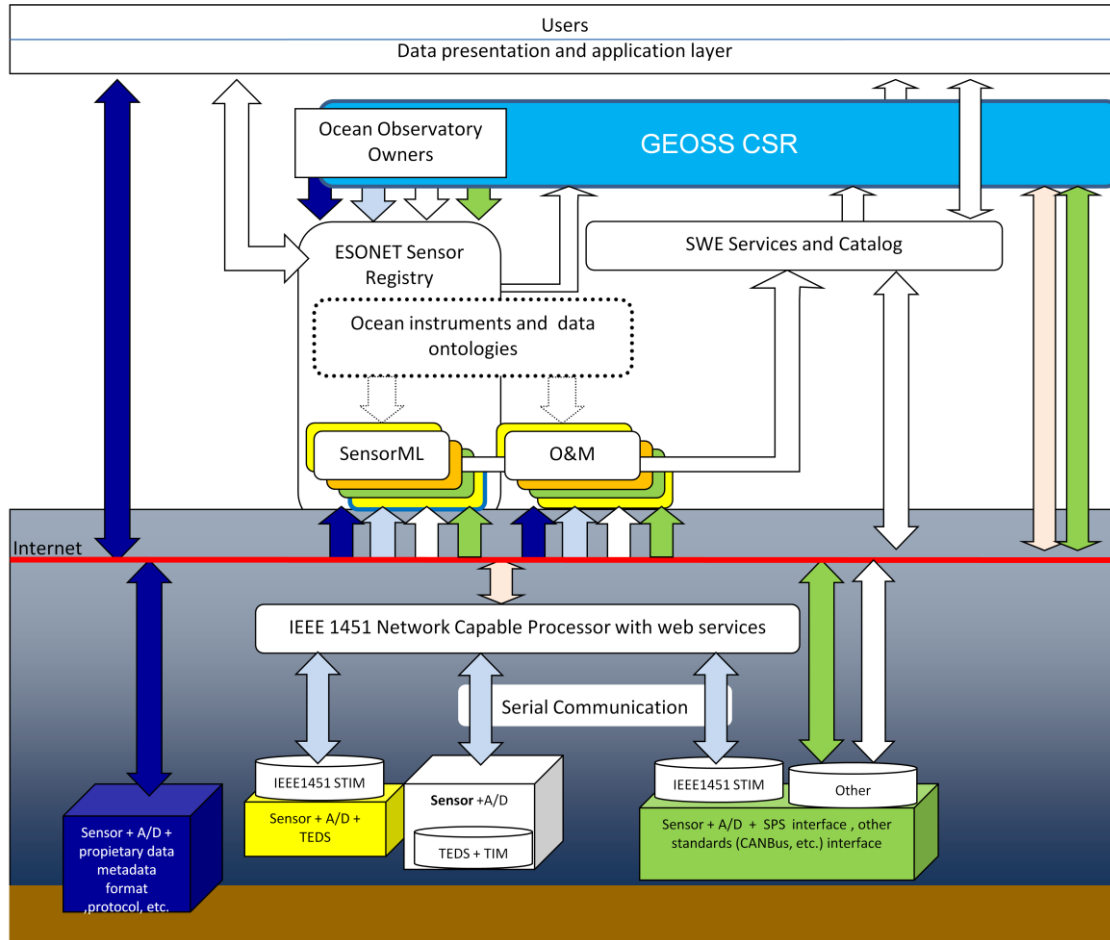 Users
Data presentation and application layer
Ocean Observatory
Owners
GEOSS CSR
ESONET Sensor
Registry
SWE Services and Catalog
Ocean instruments and data
ontologies
SensorML
O&M
Internet
IEEE 1451 Network Capable Processor with web services
Serial Communication
IEEE1451 STIM
Sensor + A/D +
TEDS
Sensor +A/D
TEDS + TIM
IEEE1451 STIM
Other
Sensor + A/D + SPS interface , other
standards (CANBus, etc.) interface
Sensor + A/D +
propietary data
metadata
format
,protocol, etc.